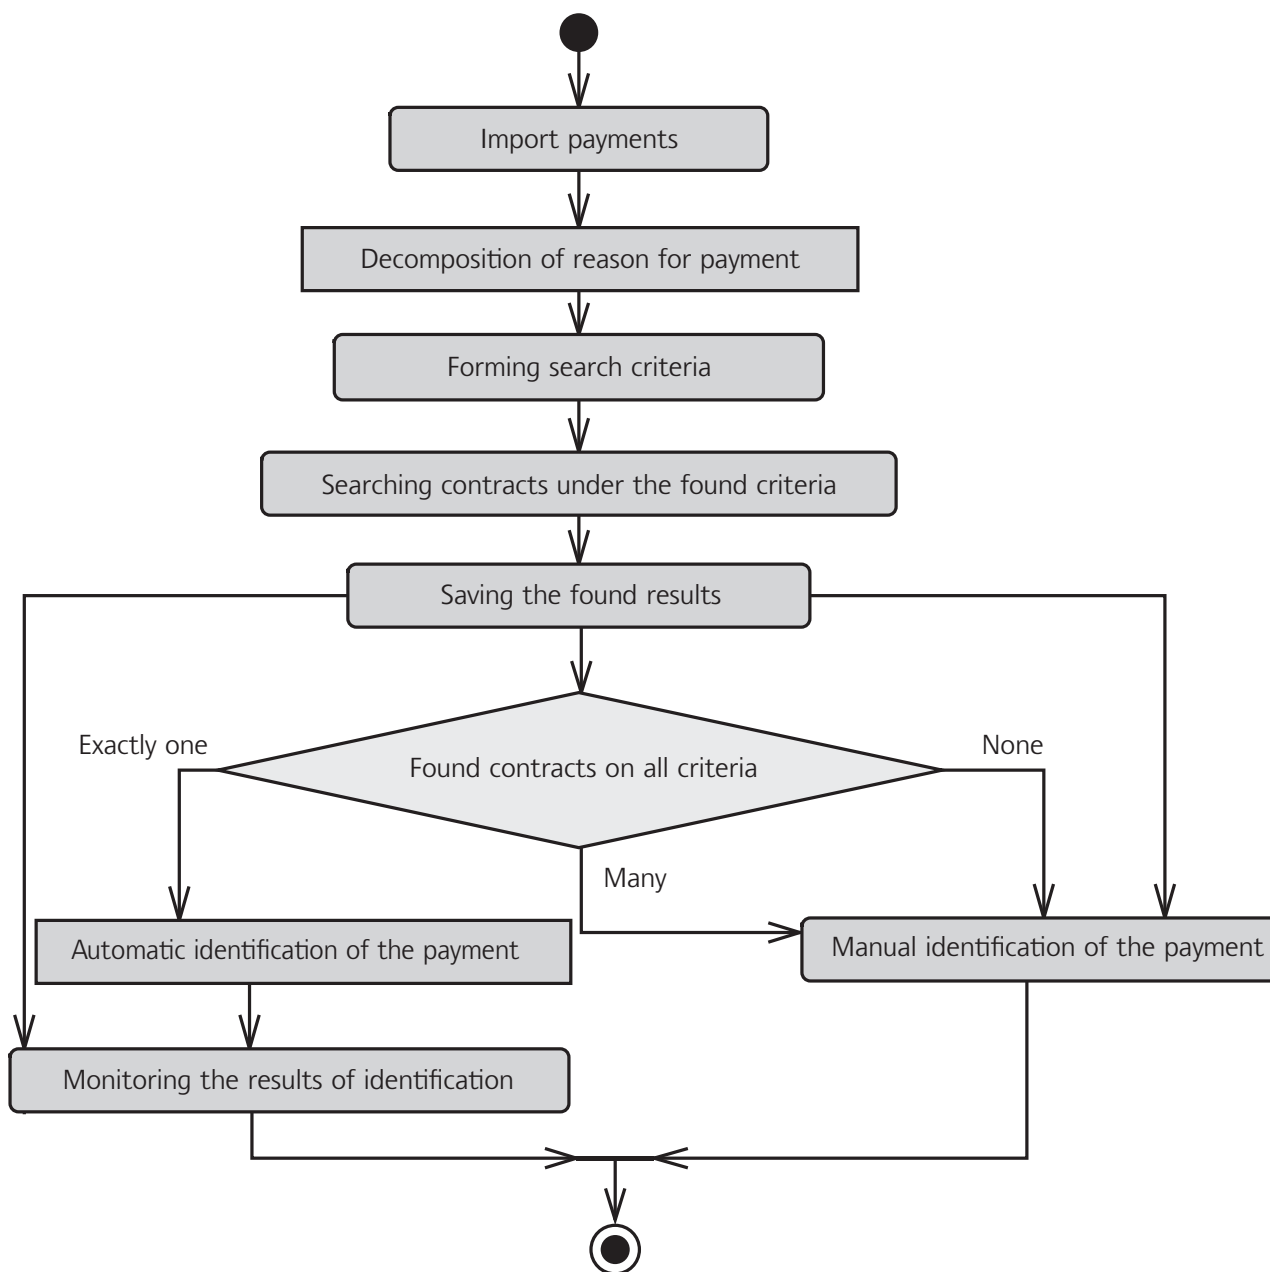 Import payments
Decomposition of reason for payment
Forming search criteria
Searching contracts under the found criteria
Saving the found results
Exactly one
None
Found contracts on all criteria
Many
Automatic identification of the payment
Manual identification of the payment
Monitoring the results of identification